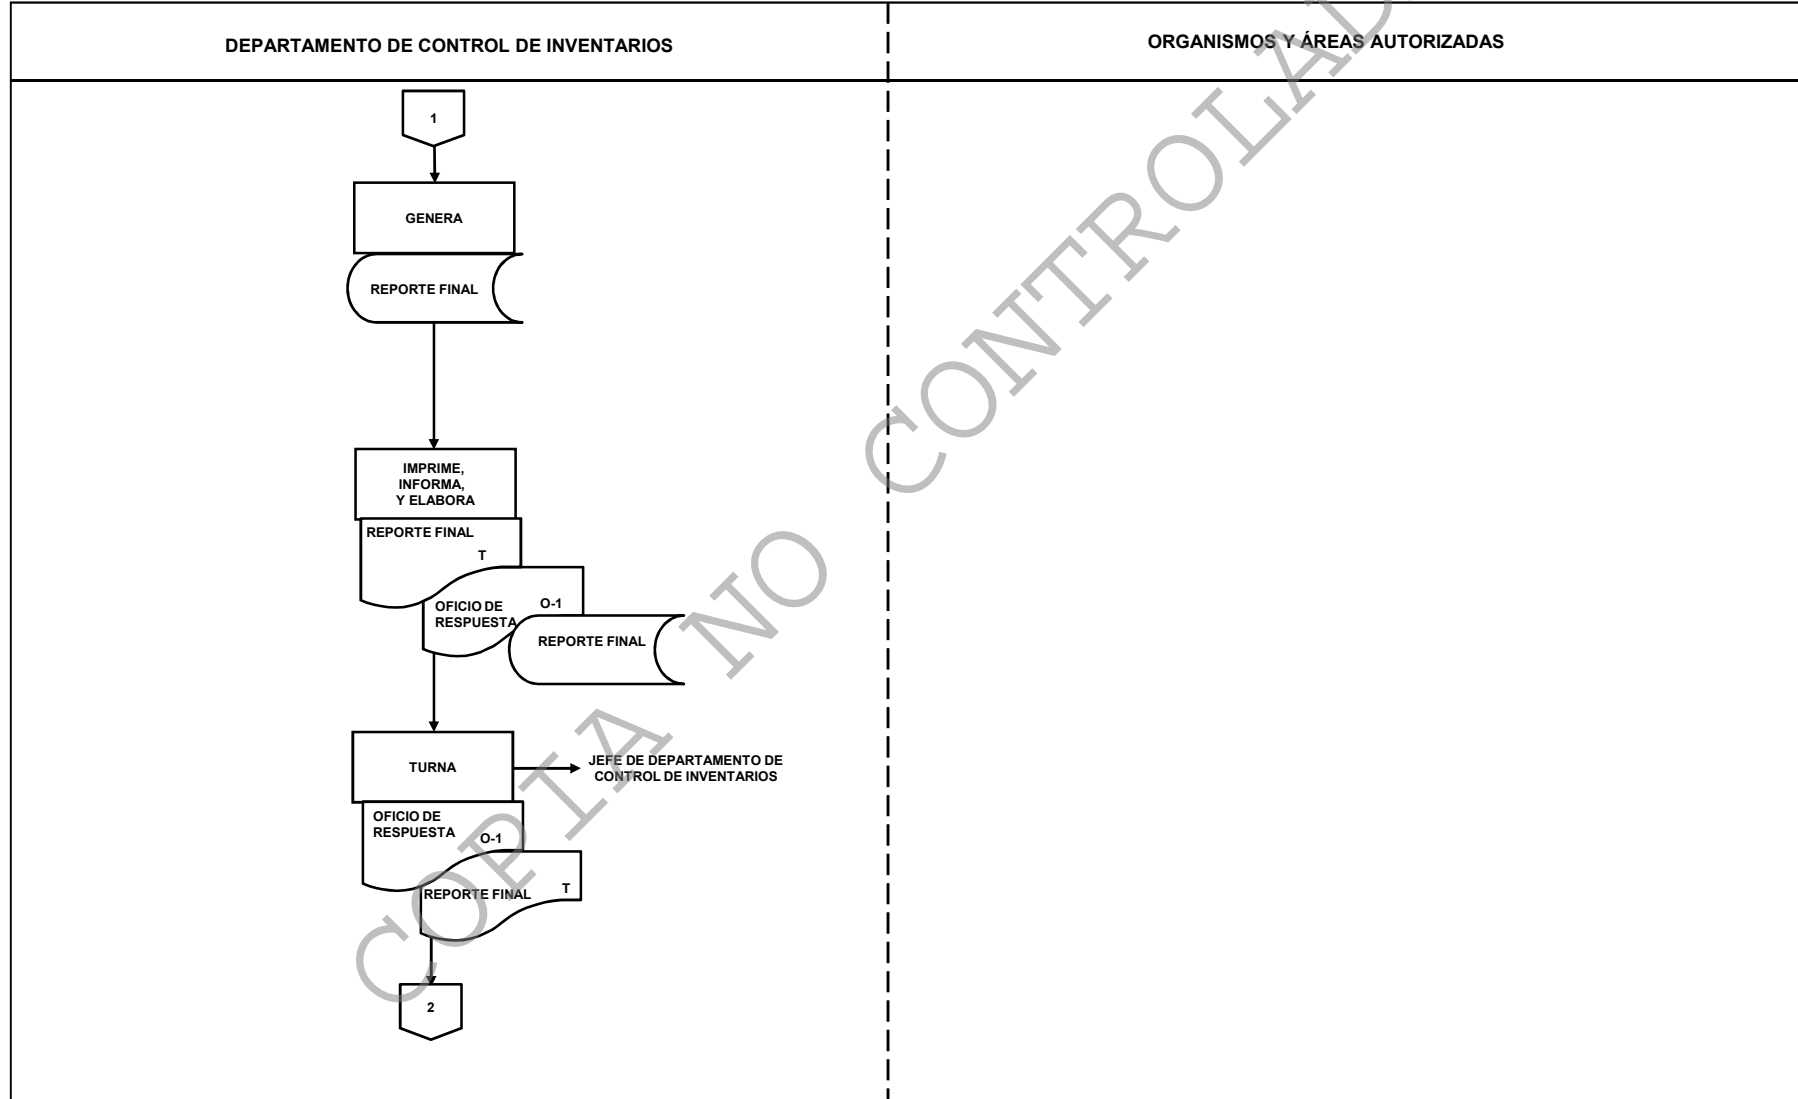 DEPARTAMENTO DE CONTROL DE INVENTARIOS
ORGANISMOS Y ÁREAS AUTORIZADAS
1
GENERA
REPORTE FINAL
IMPRIME,
INFORMA,
Y ELABORA
REPORTE FINAL
T
OFICIO DE
RESPUESTA
O-1
REPORTE FINAL
TURNA
JEFE DE DEPARTAMENTO DE
CONTROL DE INVENTARIOS
OFICIO DE
RESPUESTA
O-1
REPORTE FINAL
T
2
COPIA NO CONTROLAD